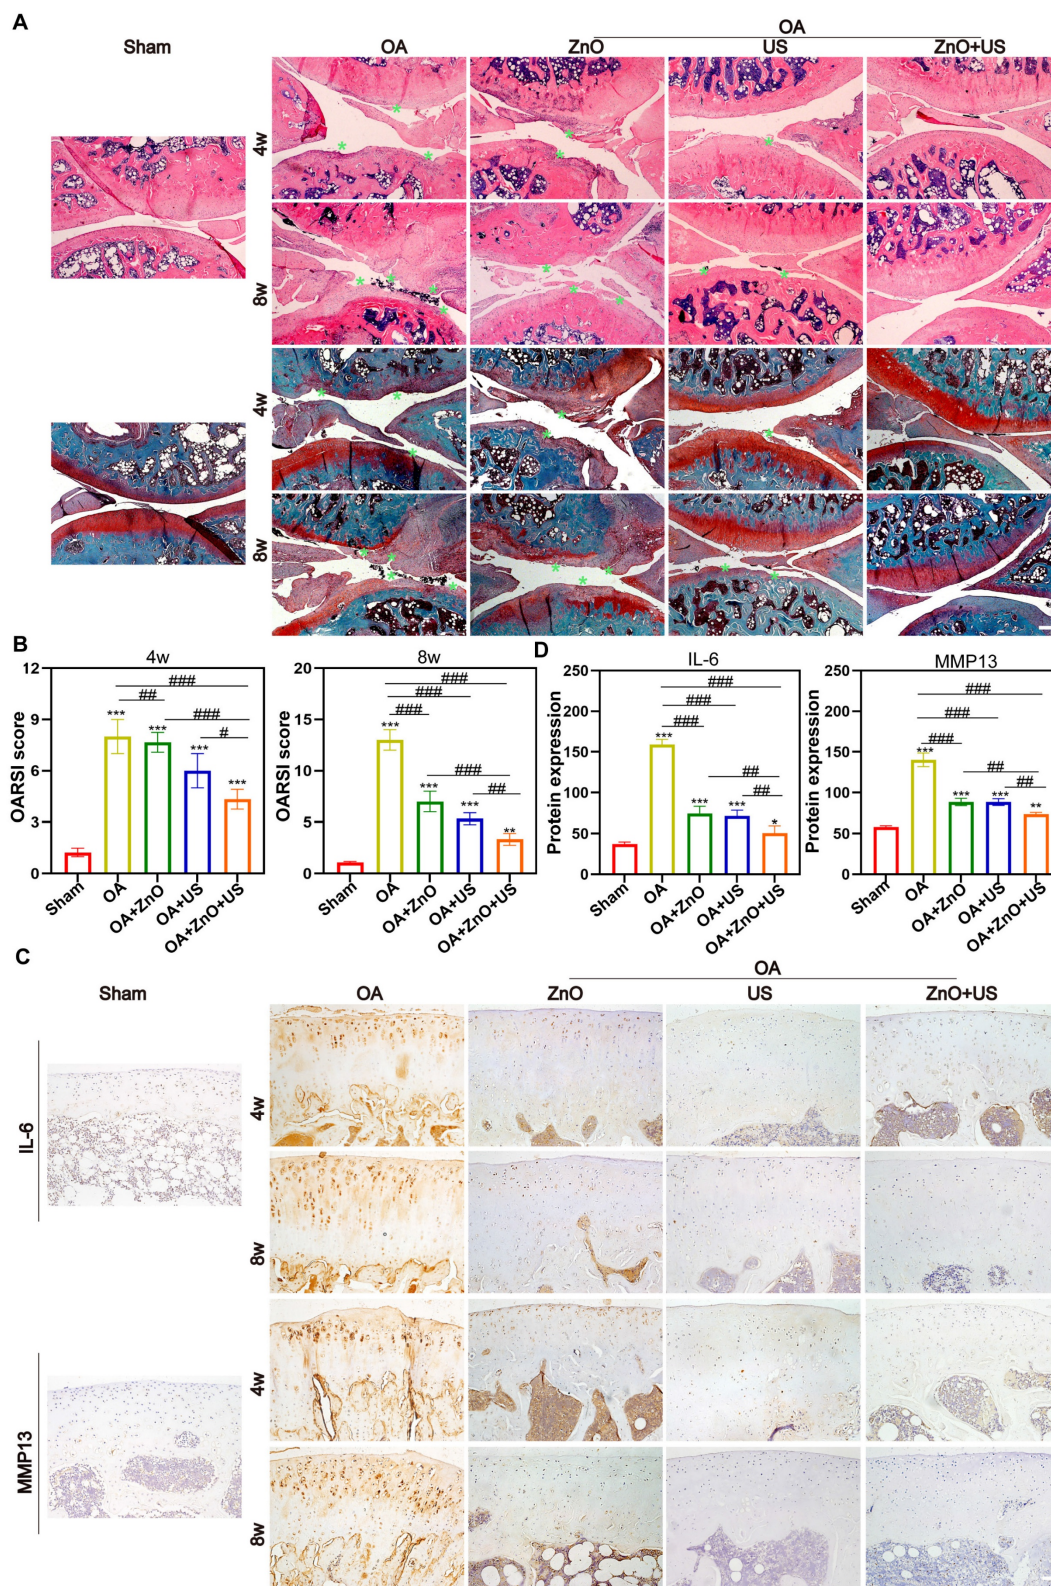 A
OA
Sham OA ZnO US ZnO+US
4w
8w
4w
8w
B
4w
OARSI score
12
9
6
3
0
###
##
###
#
***
***
***
***
Sham
OA
OA+ZnO
OA+US
OA+ZnO+US
8w
OARSI score
20
15
10
5
0
###
###
###
###
##
***
***
***
**
Sham
OA
OA+ZnO
OA+US
OA+ZnO+US
D
IL-6
Protein expression
250
200
150
100
50
0
###
###
###
##
##
***
***
***
*
Sham
OA
OA+ZnO
OA+US
OA+ZnO+US
MMP13
Protein expression
250
200
150
100
50
0
###
###
###
##
##
***
***
***
**
Sham
OA
OA+ZnO
OA+US
OA+ZnO+US
C
OA
Sham OA ZnO US ZnO+US
IL-6
4w
8w
MMP13
4w
8w